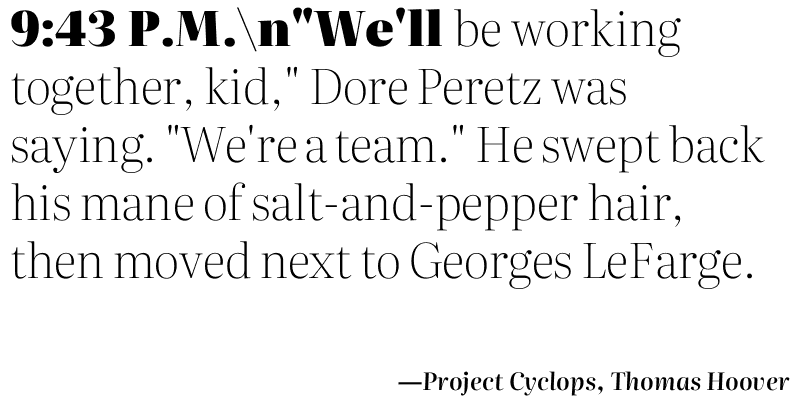 9:43 P.M.\n"We'll be working
together, kid," Dore Peretz was
saying. "We're a team." He swept back
his mane of salt-and-pepper hair,
then moved next to Georges LeFarge.
—Project Cyclops, Thomas Hoover